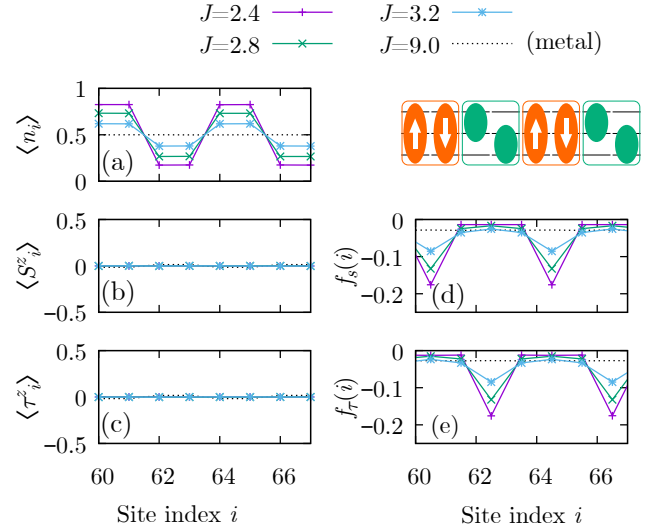 J=2.4 J=3.2
J=2.8 J=9.0 (metal)
1
0.5
0
⟨n_i⟩
(a)
0.5
0
−0.5
⟨S^z_i⟩
(b)
0
−0.1
−0.2
f_s(i)
(d)
0.5
0
−0.5
⟨τ^z_i⟩
(c)
0
−0.1
−0.2
f_τ(i)
(e)
60 62 64 66
60 62 64 66
Site index i
Site index i